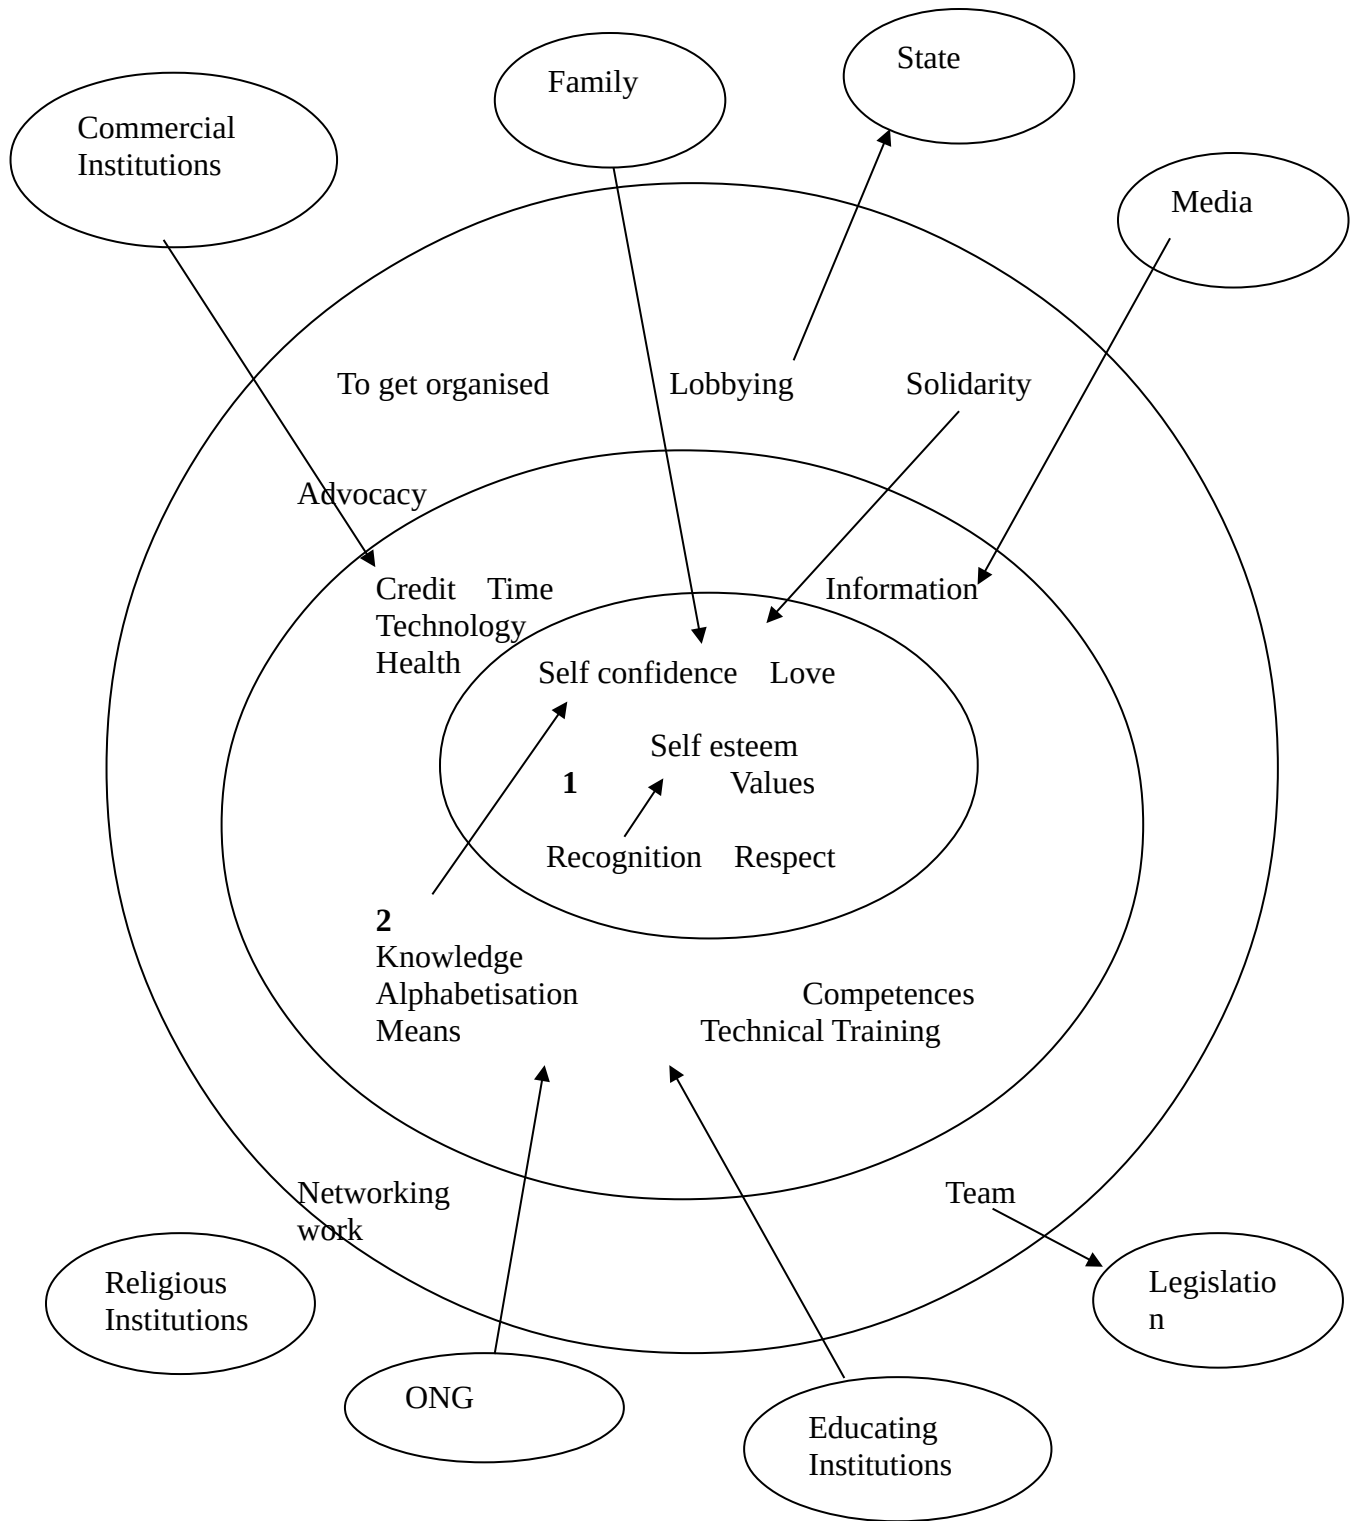 State
Family
Commercial
Institutions
Media
To get organised
Lobbying
Solidarity
Advocacy
Credit Time
Technology
Health
Information
Self confidence Love
Self esteem
1 Values
Recognition Respect
2
Knowledge
Alphabetisation
Means
Competences
Technical Training
Networking
work
Team
Religious
Institutions
Legislatio
n
ONG
Educating
Institutions